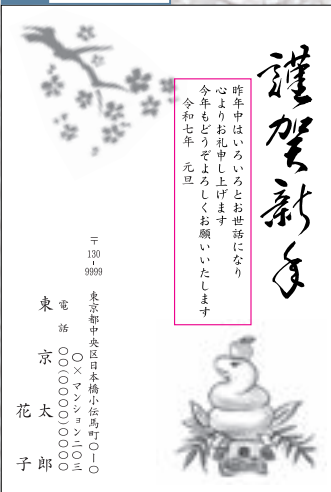 謹賀新年
昨年中はいろいろとお世話になり
心よりお礼申し上げます
今年もどうぞよろしくお願いいたします
令和七年 元旦
〒130-9999
東京都中央区日本橋小伝馬町〇ー〇
〇×マンション二〇三
電話 〇〇(〇〇〇〇)〇〇〇〇
東京 太郎
花子